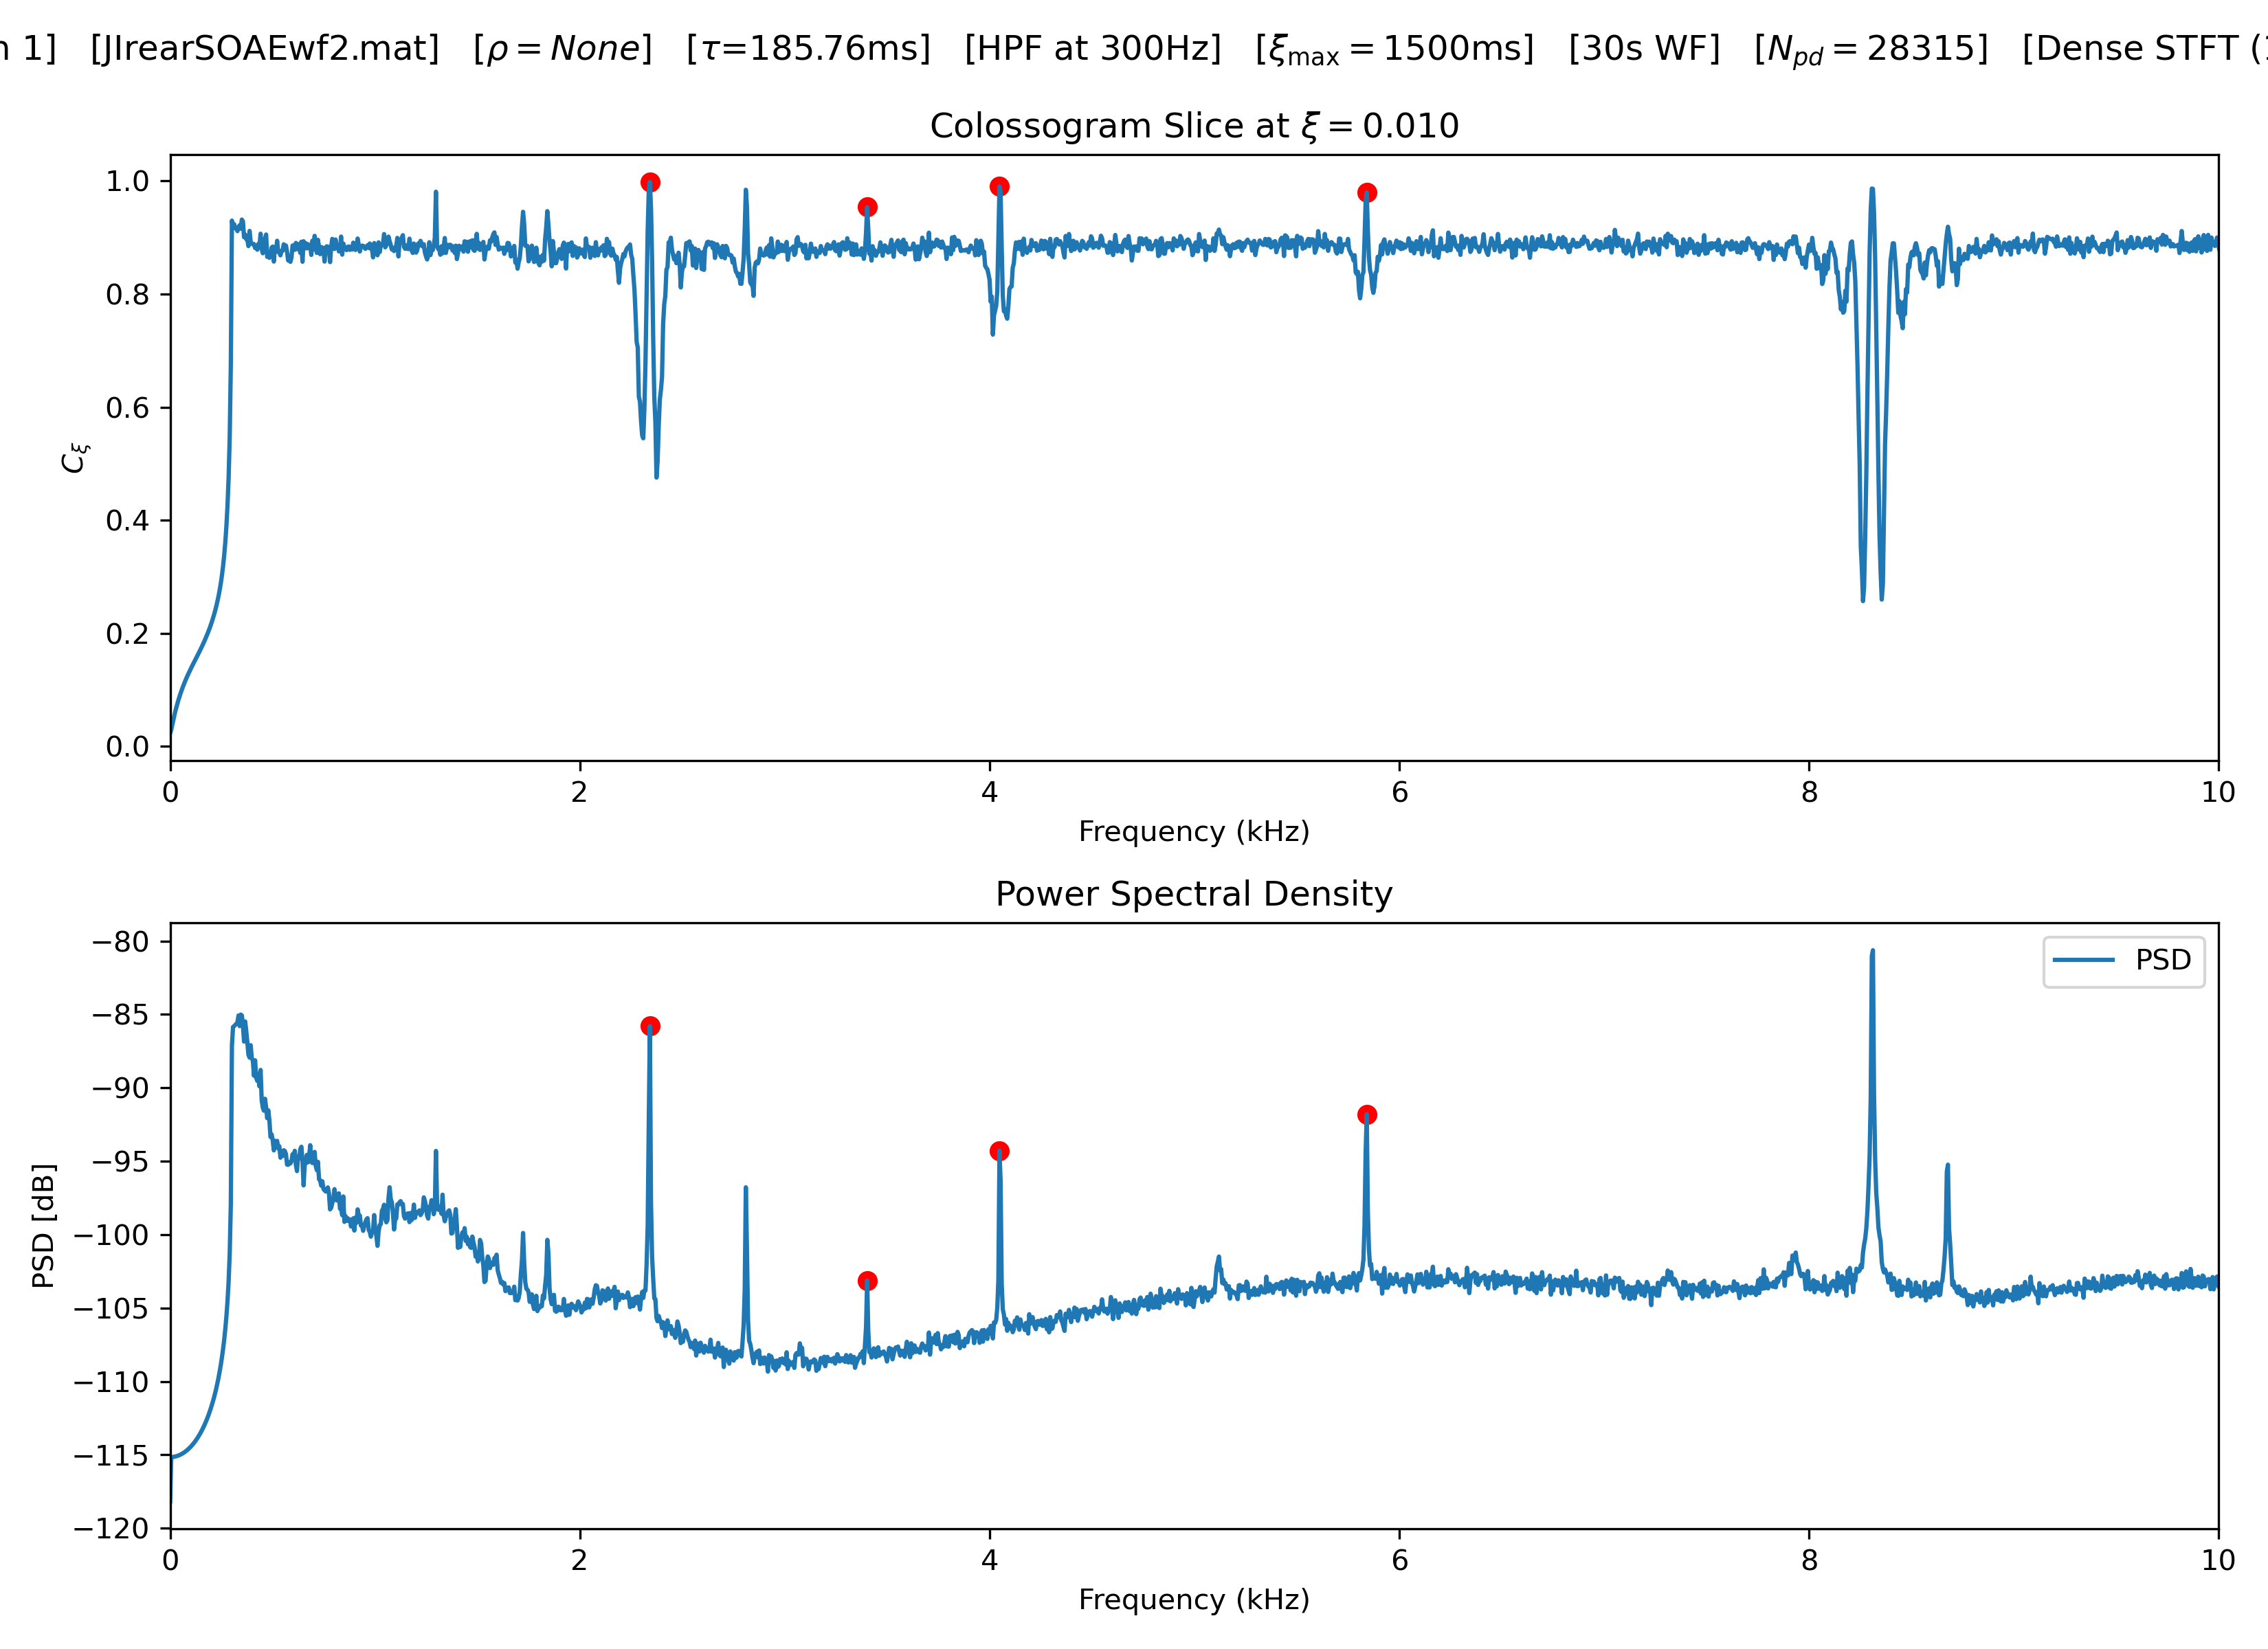 n 1] [JIrearSOAEwf2.mat] [ρ = None] [τ=185.76ms] [HPF at 300Hz] [ξmax = 1500ms] [30s WF] [Npd = 28315] [Dense STFT (
Colossogram Slice at ξ = 0.010
1.0
0.8
0.6
0.4
0.2
0.0
Cξ
0 2 4 6 8 10
Frequency (kHz)
Power Spectral Density
−80
−85
−90
−95
−100
−105
−110
−115
−120
PSD [dB]
PSD
0 2 4 6 8 10
Frequency (kHz)